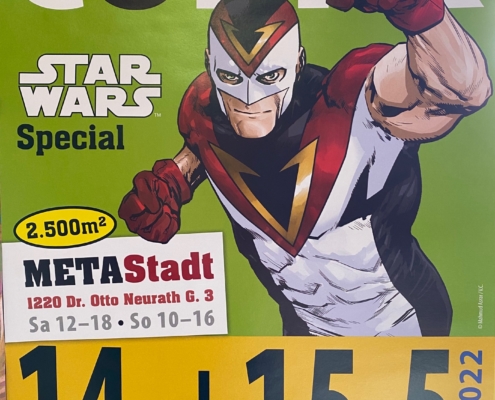 STAR
WARS™
Special
2.500m²
METAStadt
1220 Dr. Otto Neurath G. 3
Sa 12–18 • So 10–16
14.+15.5
2022